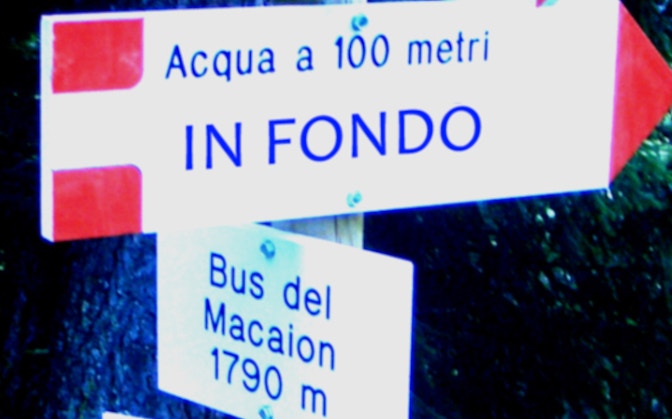 Acqua a 100 metri
IN FONDO
Bus del
Macaion
1790 m